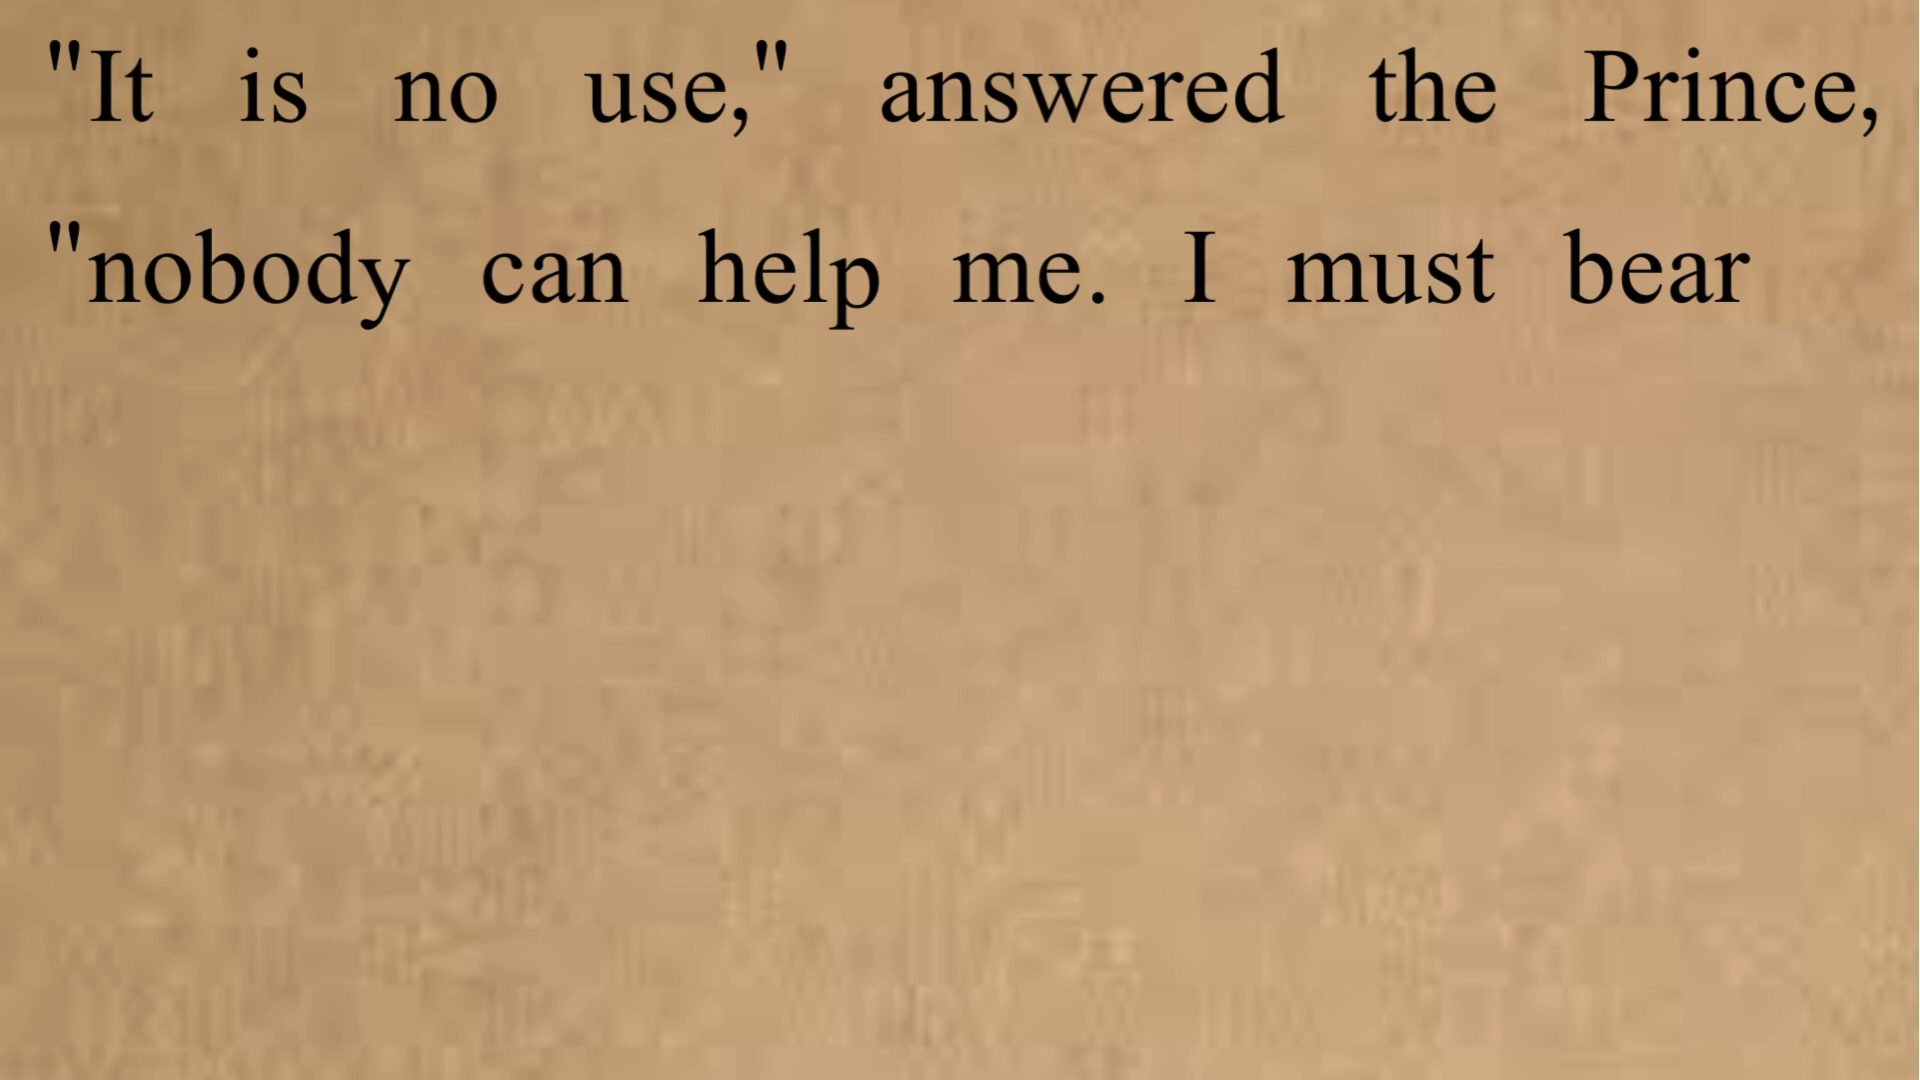 "It is no use," answered the Prince,
"nobody can help me. I must bear